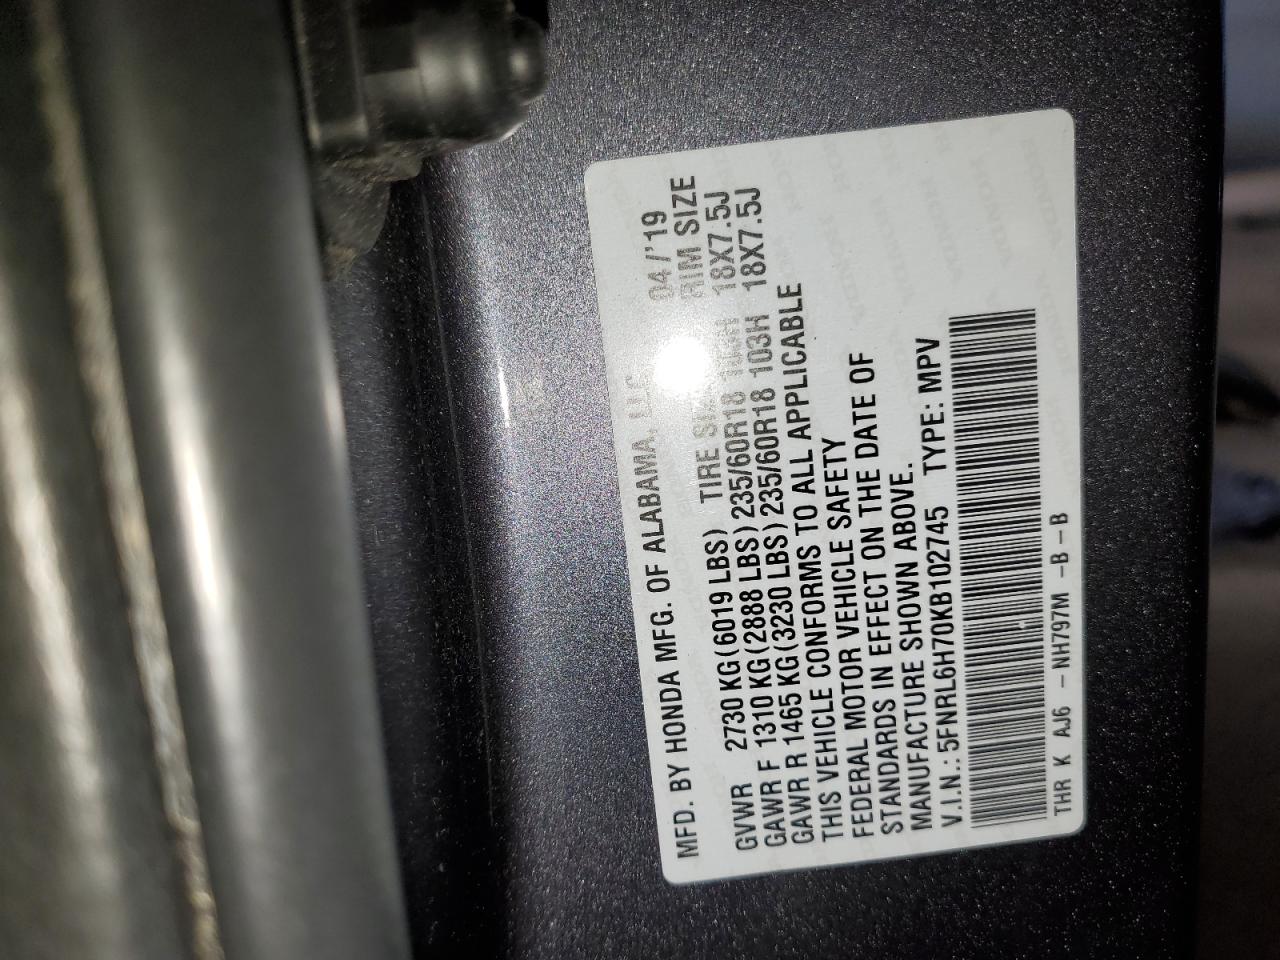 MFD. BY HONDA MFG. OF ALABAMA, LLC 04/'19
TIRE SIZE RIM SIZE
GVWR 2730 KG (6019 LBS)
GAWR F 1310 KG (2888 LBS) 235/60R18 103H 18X7.5J
GAWR R 1465 KG (3230 LBS) 235/60R18 103H 18X7.5J
THIS VEHICLE CONFORMS TO ALL APPLICABLE
FEDERAL MOTOR VEHICLE SAFETY
STANDARDS IN EFFECT ON THE DATE OF
MANUFACTURE SHOWN ABOVE.
V.I.N.: 5FNRL6H70KB102745 TYPE: MPV
THR K AJ6 - NH797M -B-B